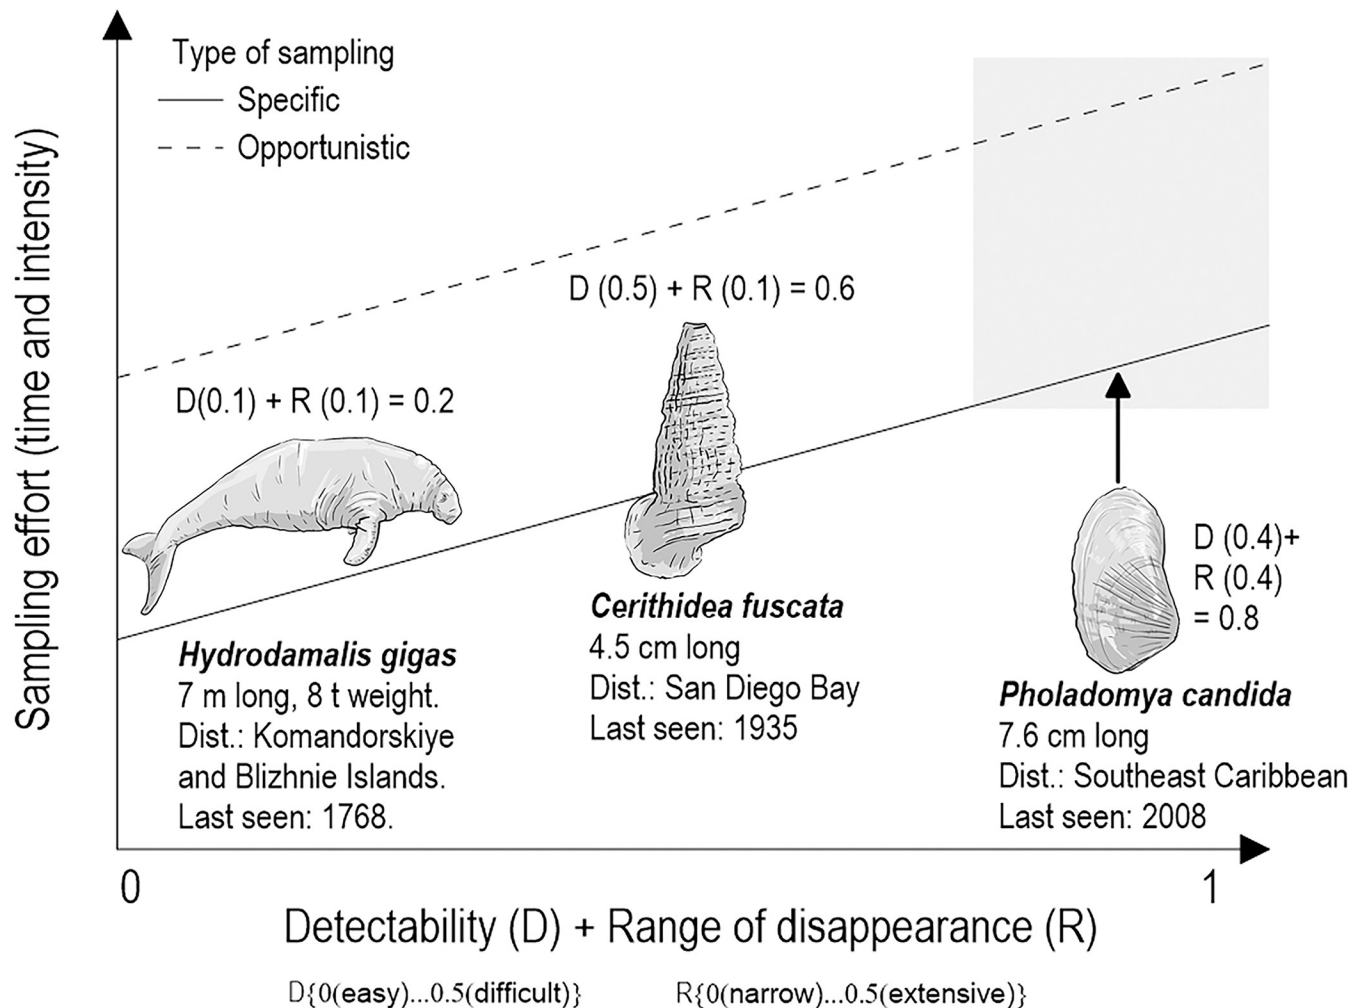 Type of sampling
Specific
Opportunistic
Sampling effort (time and intensity)
D (0.5) + R (0.1) = 0.6
D(0.1) + R (0.1) = 0.2
D (0.4)+
R (0.4)
= 0.8
Hydrodamalis gigas
7 m long, 8 t weight.
Dist.: Komandorskiye
and Blizhnie Islands.
Last seen: 1768.
Cerithidea fuscata
4.5 cm long
Dist.: San Diego Bay
Last seen: 1935
Pholadomya candida
7.6 cm long
Dist.: Southeast Caribbean
Last seen: 2008
0
1
Detectability (D) + Range of disappearance (R)
D{0(easy)...0.5(difficult)} R{0(narrow)...0.5(extensive)}